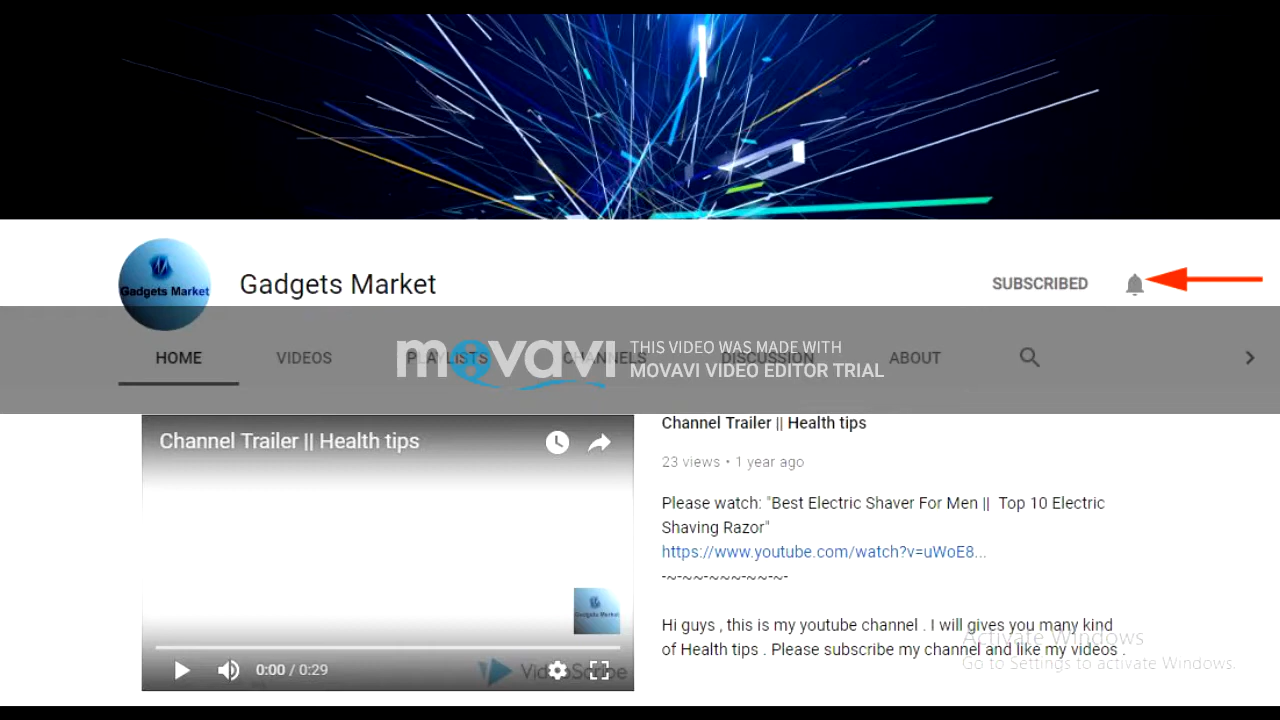 Gadgets Market
Gadgets Market
SUBSCRIBED
HOME
VIDEOS
PLAYLISTS
CHANNELS
DISCUSSION
ABOUT
movavi
THIS VIDEO WAS MADE WITH
MOVAVI VIDEO EDITOR TRIAL
Channel Trailer || Health tips
Gadgets Market
0:00 / 0:29
VideoScribe
Channel Trailer || Health tips
23 views • 1 year ago
Please watch: "Best Electric Shaver For Men || Top 10 Electric
Shaving Razor"
https://www.youtube.com/watch?v=uWoE8...
-~-~~-~~~-~~-~-
Hi guys , this is my youtube channel . I will gives you many kind
of Health tips . Please subscribe my channel and like my videos .
Activate Windows
Go to Settings to activate Windows.